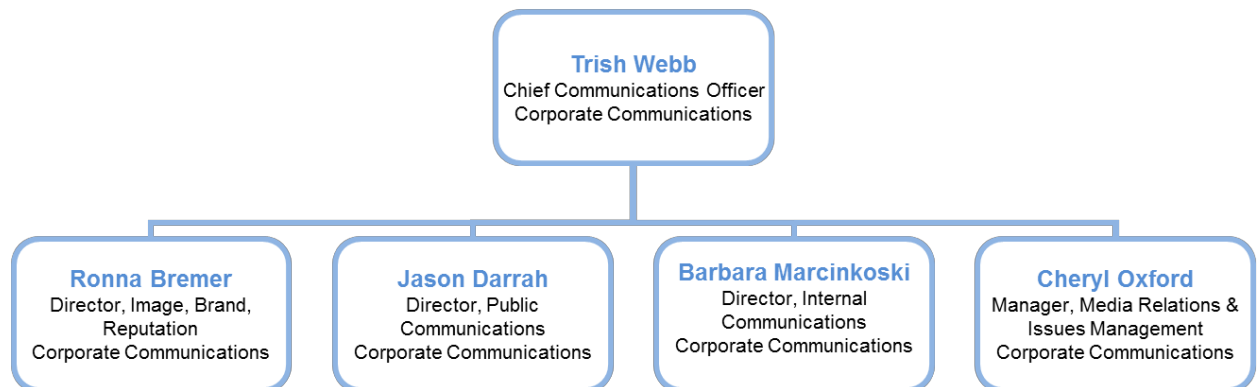 Trish Webb
Chief Communications Officer
Corporate Communications
Ronna Bremer
Director, Image, Brand,
Reputation
Corporate Communications
Jason Darrah
Director, Public
Communications
Corporate Communications
Barbara Marcinkoski
Director, Internal
Communications
Corporate Communications
Cheryl Oxford
Manager, Media Relations &
Issues Management
Corporate Communications